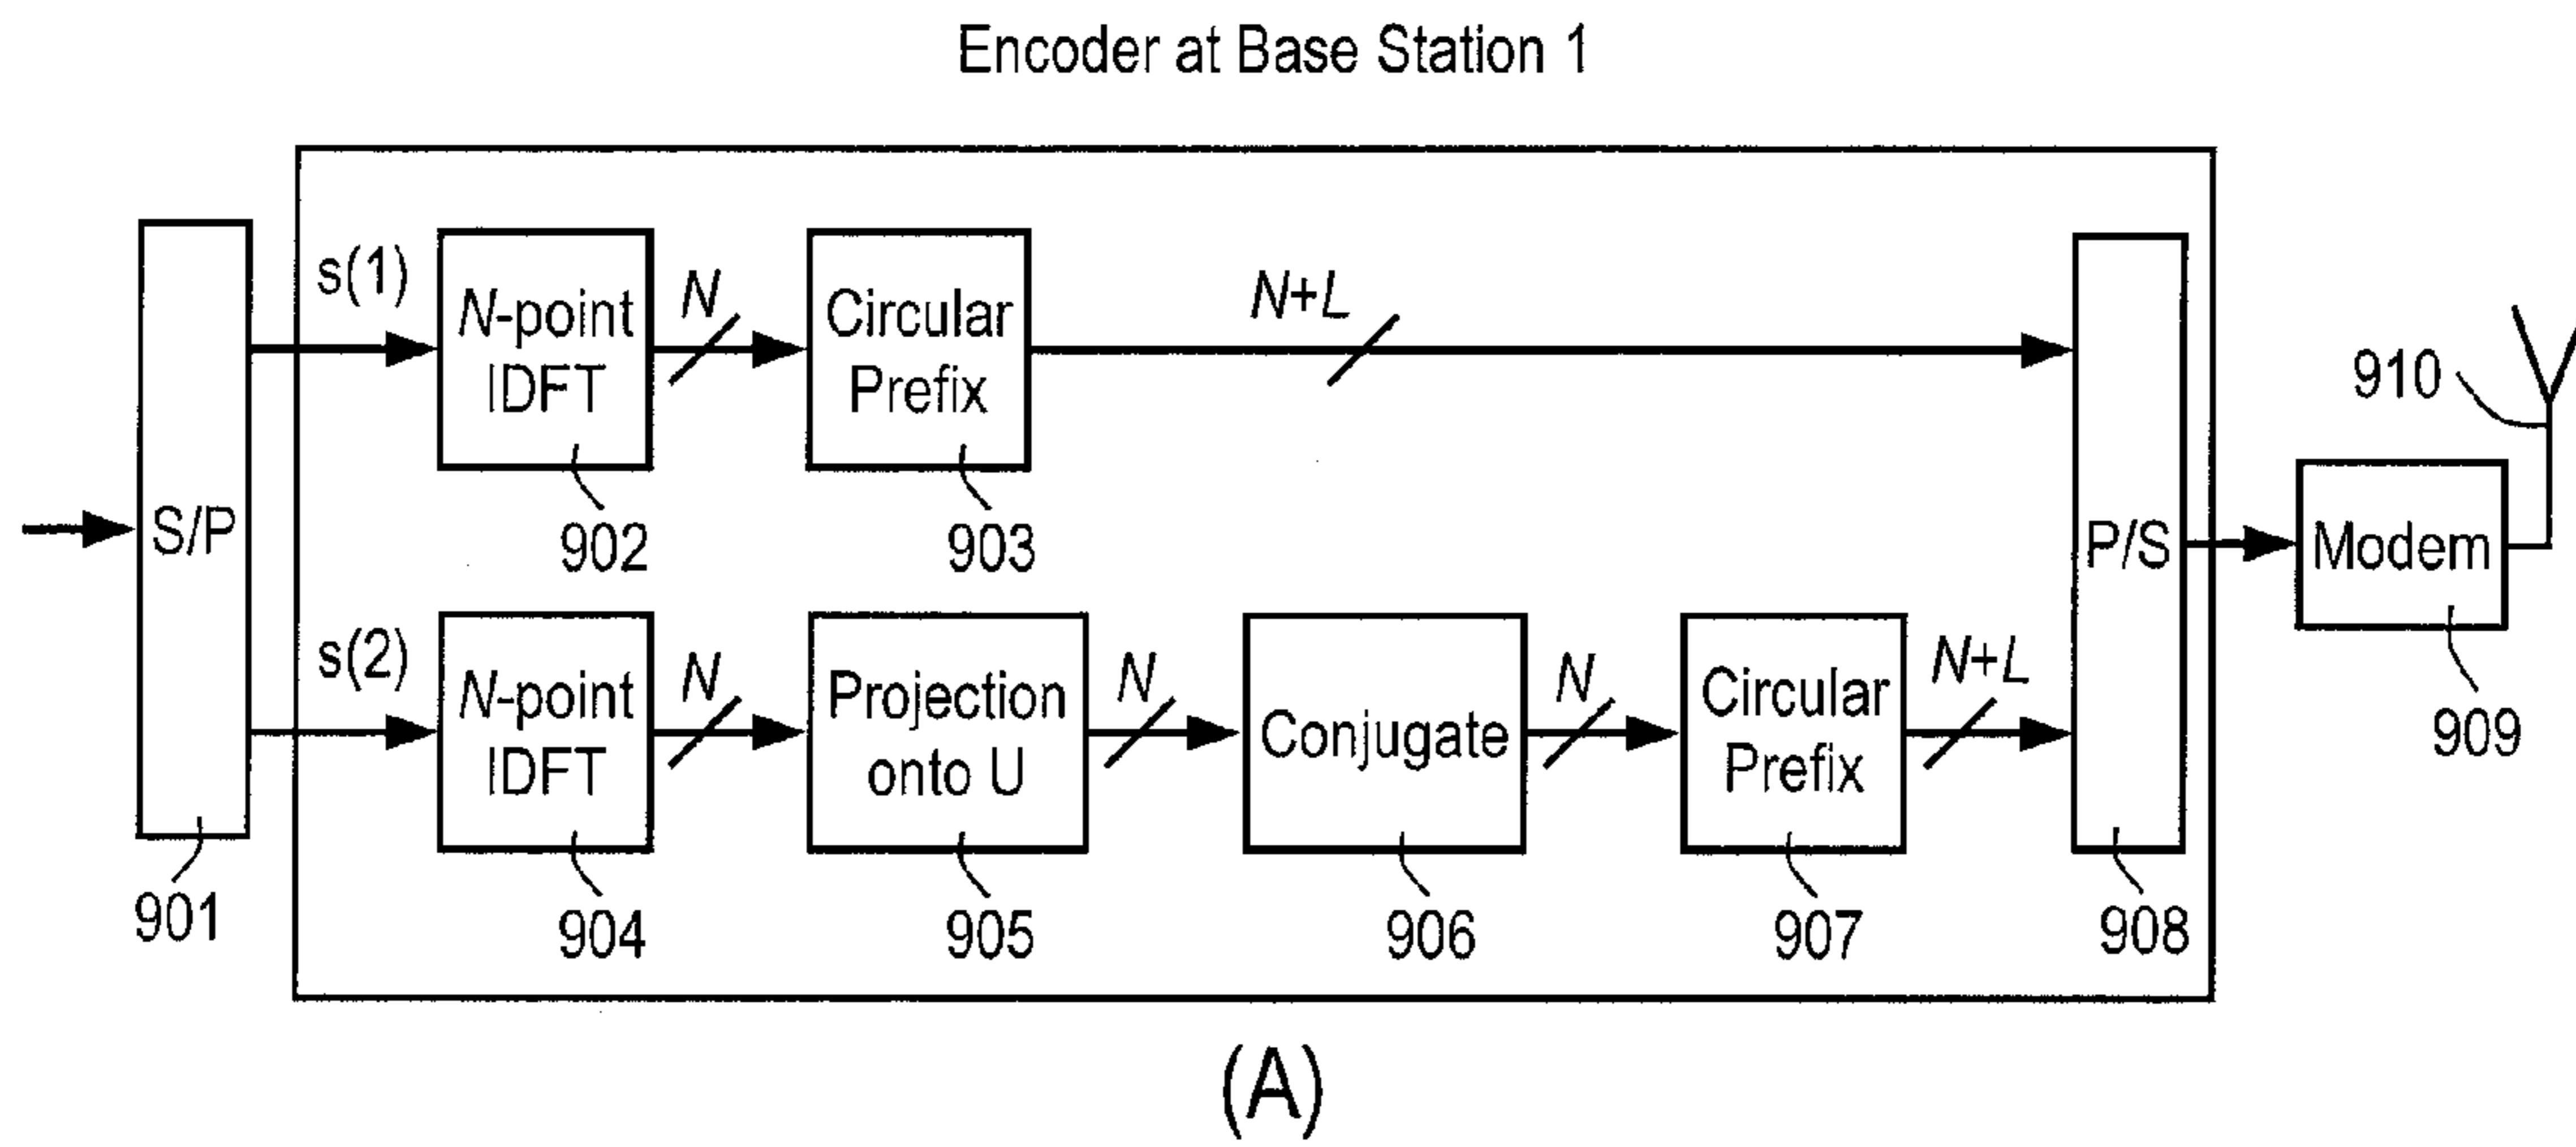 Encoder at Base Station 1
S/P
901
s(1)
N-point
IDFT
902
N
Circular
Prefix
903
N+L
s(2)
N-point
IDFT
904
N
Projection
onto U
905
N
Conjugate
906
N
Circular
Prefix
907
N+L
P/S
908
Modem
909
910
(A)